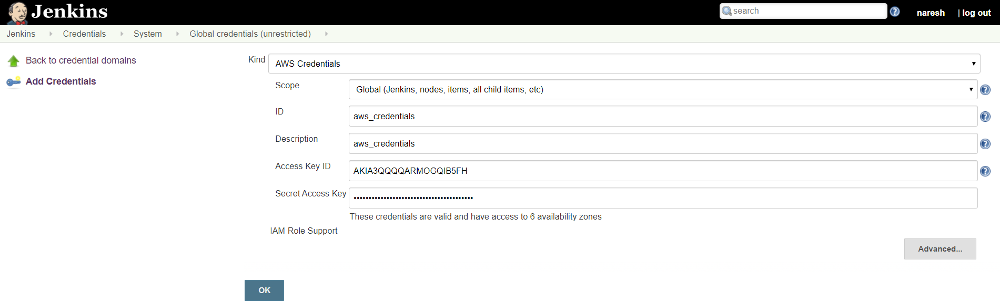 Jenkins
search
naresh
| log out
Jenkins
Credentials
System
Global credentials (unrestricted)
Back to credential domains
Add Credentials
Kind
AWS Credentials
Scope
Global (Jenkins, nodes, items, all child items, etc)
ID
aws_credentials
Description
aws_credentials
Access Key ID
AKIA3QQQQARMOGQIB5FH
Secret Access Key
••••••••••••••••••••••••••••••••••••••••
These credentials are valid and have access to 6 availability zones
IAM Role Support
Advanced...
OK